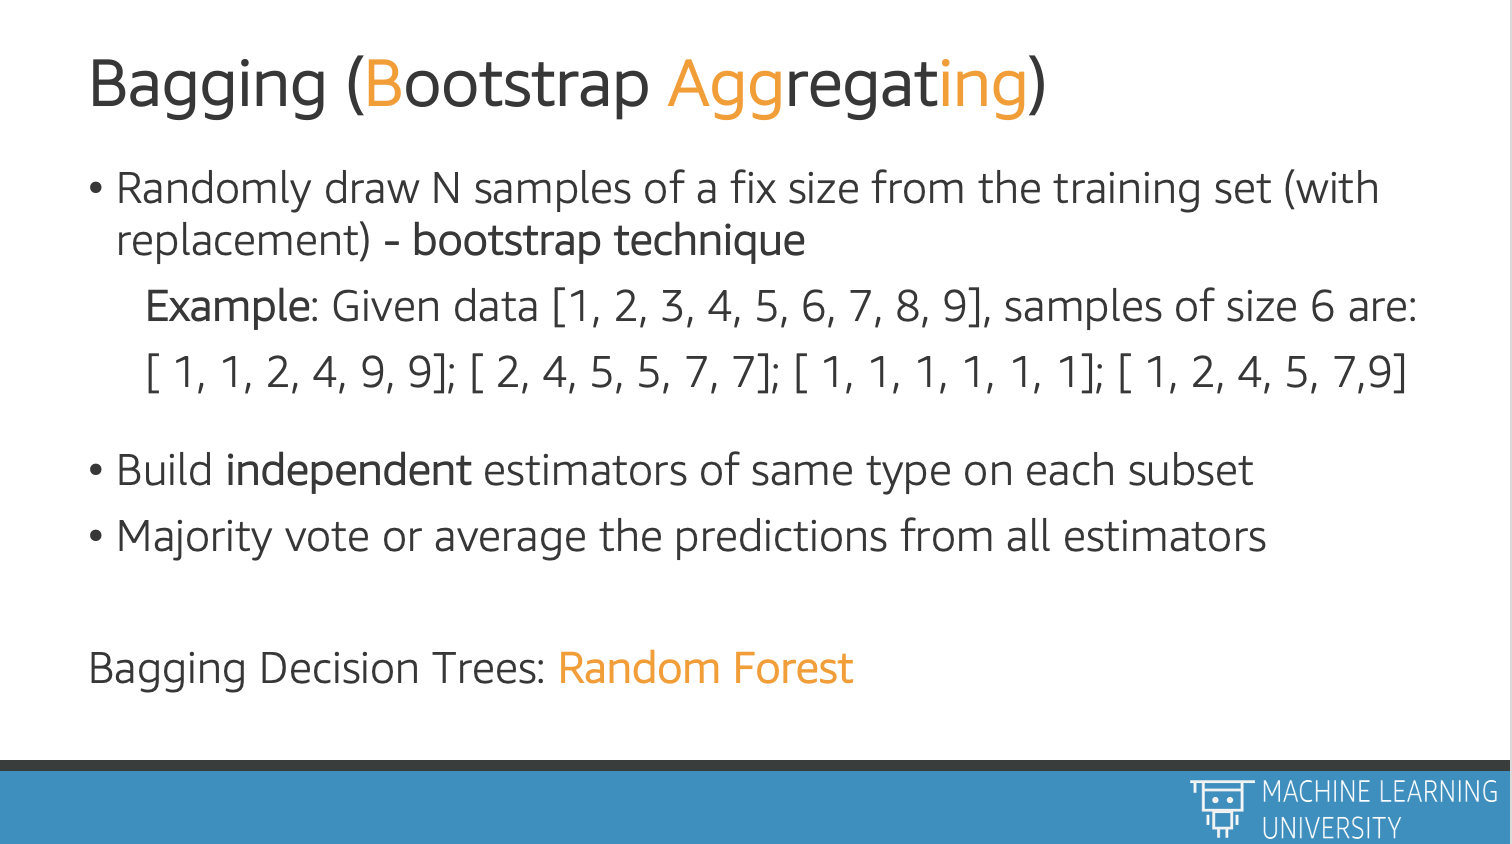 Bagging (Bootstrap Aggregating)
• Randomly draw N samples of a fix size from the training set (with
replacement) - bootstrap technique
Example: Given data [1, 2, 3, 4, 5, 6, 7, 8, 9], samples of size 6 are:
[ 1, 1, 2, 4, 9, 9]; [ 2, 4, 5, 5, 7, 7]; [ 1, 1, 1, 1, 1, 1]; [ 1, 2, 4, 5, 7,9]
• Build independent estimators of same type on each subset
• Majority vote or average the predictions from all estimators
Bagging Decision Trees: Random Forest
MACHINE LEARNING
UNIVERSITY